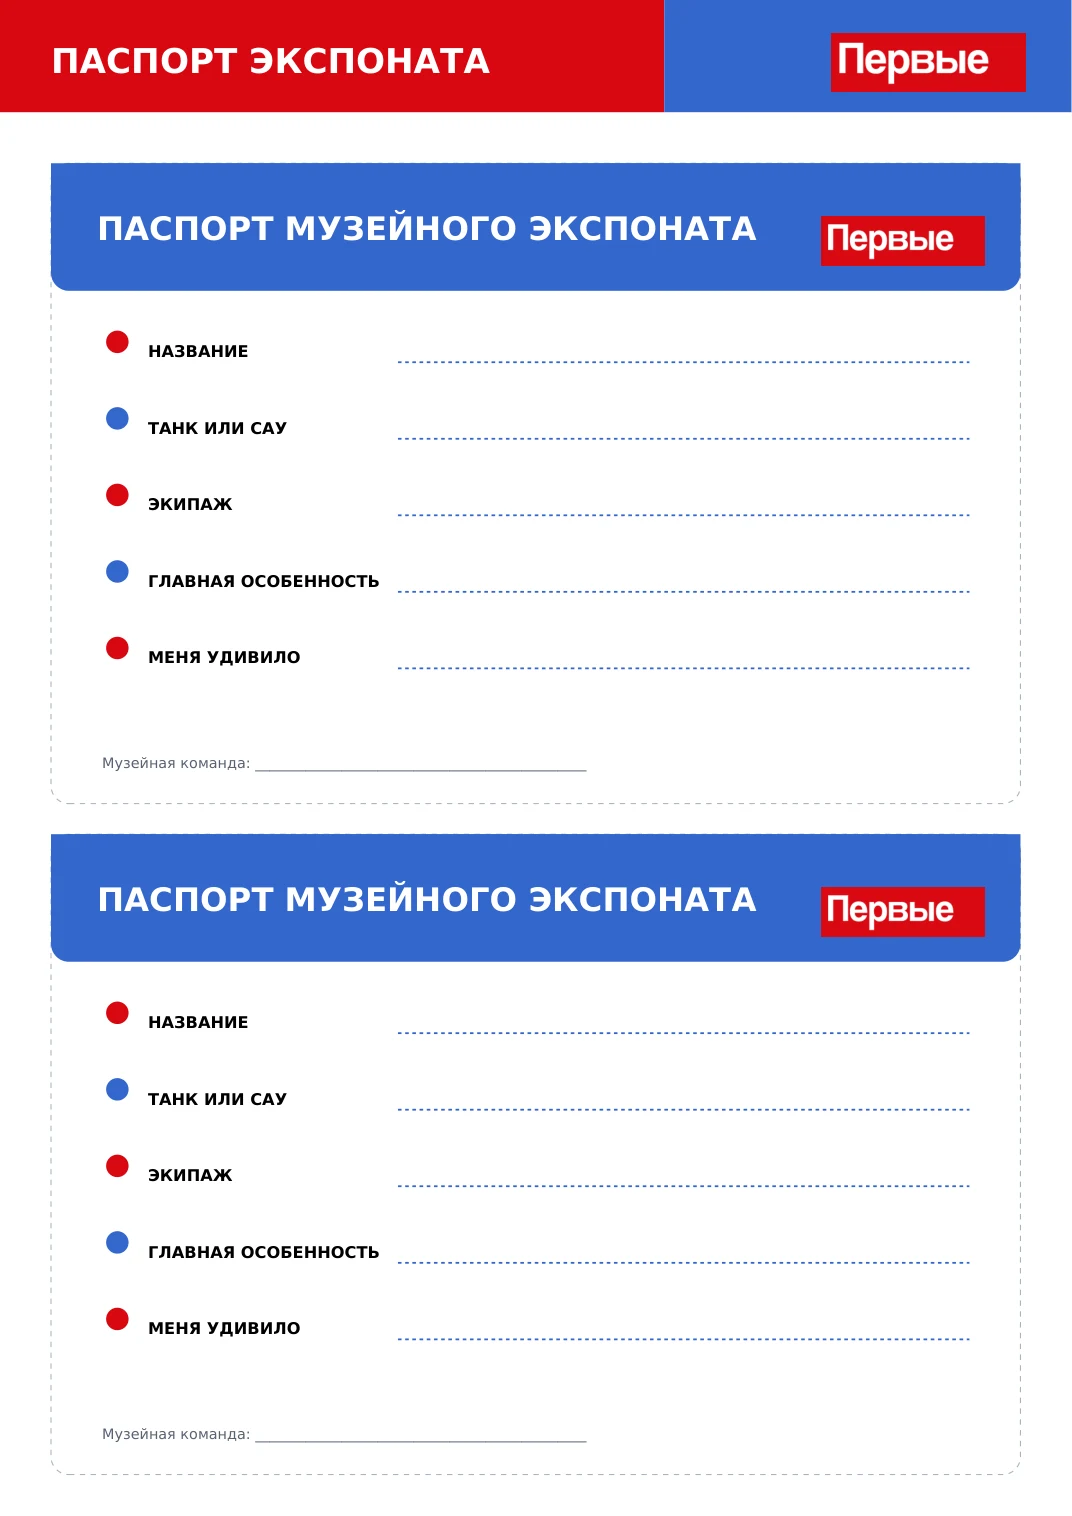 ПАСПОРТ ЭКСПОНАТА
Первые
ПАСПОРТ МУЗЕЙНОГО ЭКСПОНАТА
Первые
НАЗВАНИЕ
ТАНК ИЛИ САУ
ЭКИПАЖ
ГЛАВНАЯ ОСОБЕННОСТЬ
МЕНЯ УДИВИЛО
Музейная команда:
ПАСПОРТ МУЗЕЙНОГО ЭКСПОНАТА
Первые
НАЗВАНИЕ
ТАНК ИЛИ САУ
ЭКИПАЖ
ГЛАВНАЯ ОСОБЕННОСТЬ
МЕНЯ УДИВИЛО
Музейная команда: